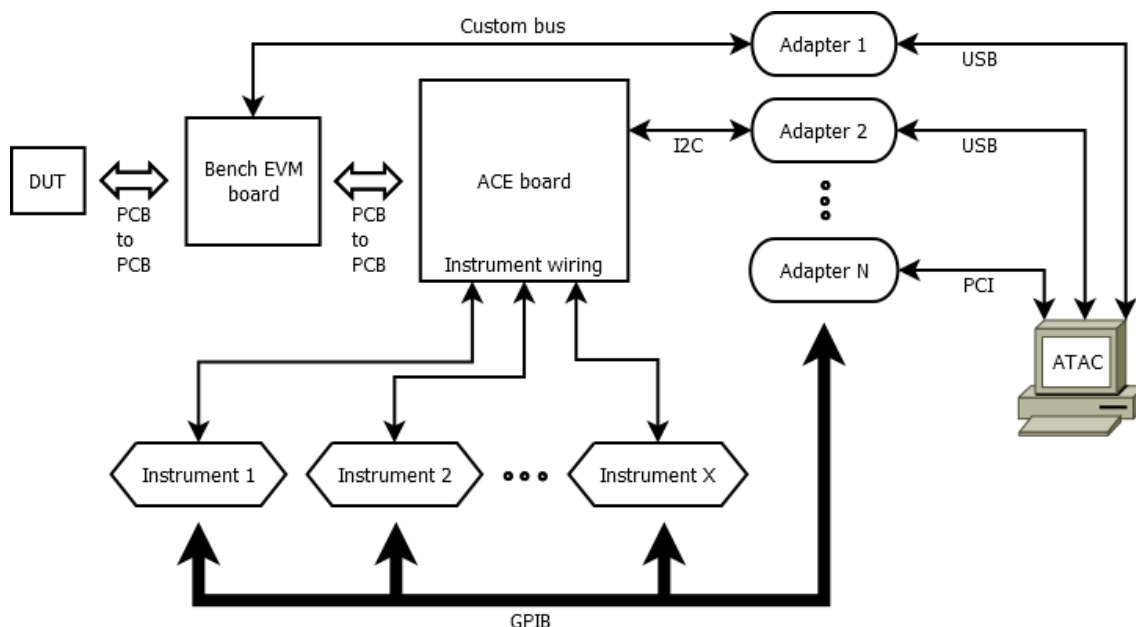 Custom bus
Adapter 1
USB
DUT
PCB
to
PCB
Bench EVM
board
PCB
to
PCB
ACE board
Instrument wiring
I2C
Adapter 2
USB
Adapter N
PCI
ATAC
Instrument 1
Instrument 2
Instrument X
GPIB